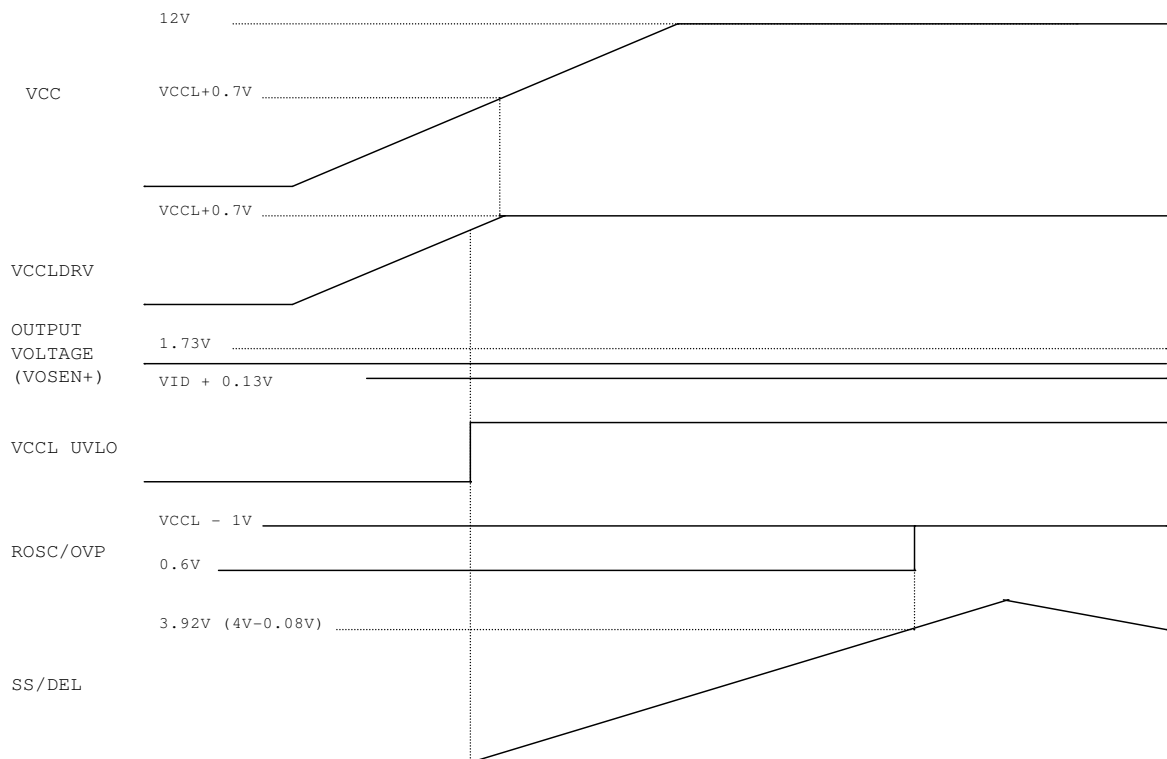 12V
VCC
VCCL+0.7V
VCCL+0.7V
VCCLDRV
OUTPUT
VOLTAGE
(VOSEN+)
1.73V
VID + 0.13V
VCCL UVLO
VCCL - 1V
ROSC/OVP
0.6V
3.92V (4V-0.08V)
SS/DEL